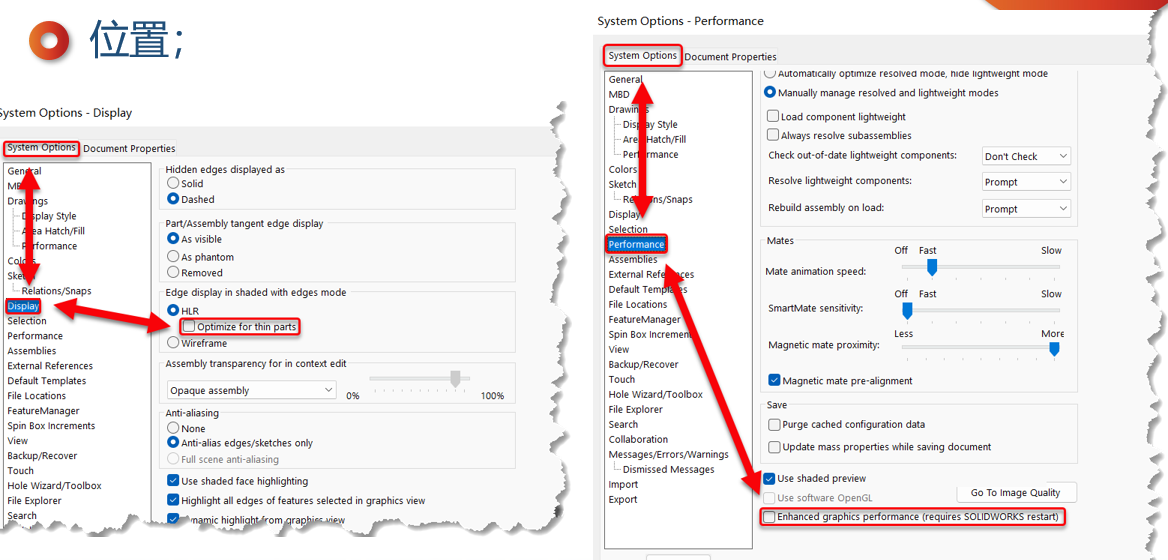 位置；
System Options - Display
System Options
Document Properties
General
Drawings
Display Style
Area Hatch/Fill
Performance
Colors
Sketch
Relations/Snaps
Display
Selection
Performance
Assemblies
External References
Default Templates
File Locations
FeatureManager
Spin Box Increments
View
Backup/Recover
Touch
Hole Wizard/Toolbox
File Explorer
Search
Hidden edges displayed as
Solid
Dashed
Part/Assembly tangent edge display
As visible
As phantom
Removed
Edge display in shaded with edges mode
HLR
Optimize for thin parts
Wireframe
Assembly transparency for in context edit
Opaque assembly
0%
100%
Anti-aliasing
None
Anti-alias edges/sketches only
Full scene anti-aliasing
Use shaded face highlighting
Highlight all edges of features selected in graphics view
Dynamic highlight from graphics view
System Options - Performance
System Options
Document Properties
General
MBD
Drawings
Display Style
Area Hatch/Fill
Performance
Colors
Sketch
Relations/Snaps
Display
Selection
Performance
Assemblies
External References
Default Templates
File Locations
FeatureManager
Spin Box Increments
View
Backup/Recover
Touch
Hole Wizard/Toolbox
File Explorer
Search
Collaboration
Messages/Errors/Warnings
Dismissed Messages
Import
Export
Automatically optimize resolved mode, hide lightweight mode
Manually manage resolved and lightweight modes
Load component lightweight
Always resolve subassemblies
Check out-of-date lightweight components:
Don't Check
Resolve lightweight components:
Prompt
Rebuild assembly on load:
Prompt
Mates
Off
Fast
Slow
Mate animation speed:
Off
Fast
Slow
SmartMate sensitivity:
Less
More
Magnetic mate proximity:
Magnetic mate pre-alignment
Save
Purge cached configuration data
Update mass properties while saving document
Use shaded preview
Use software OpenGL
Go To Image Quality
Enhanced graphics performance (requires SOLIDWORKS restart)